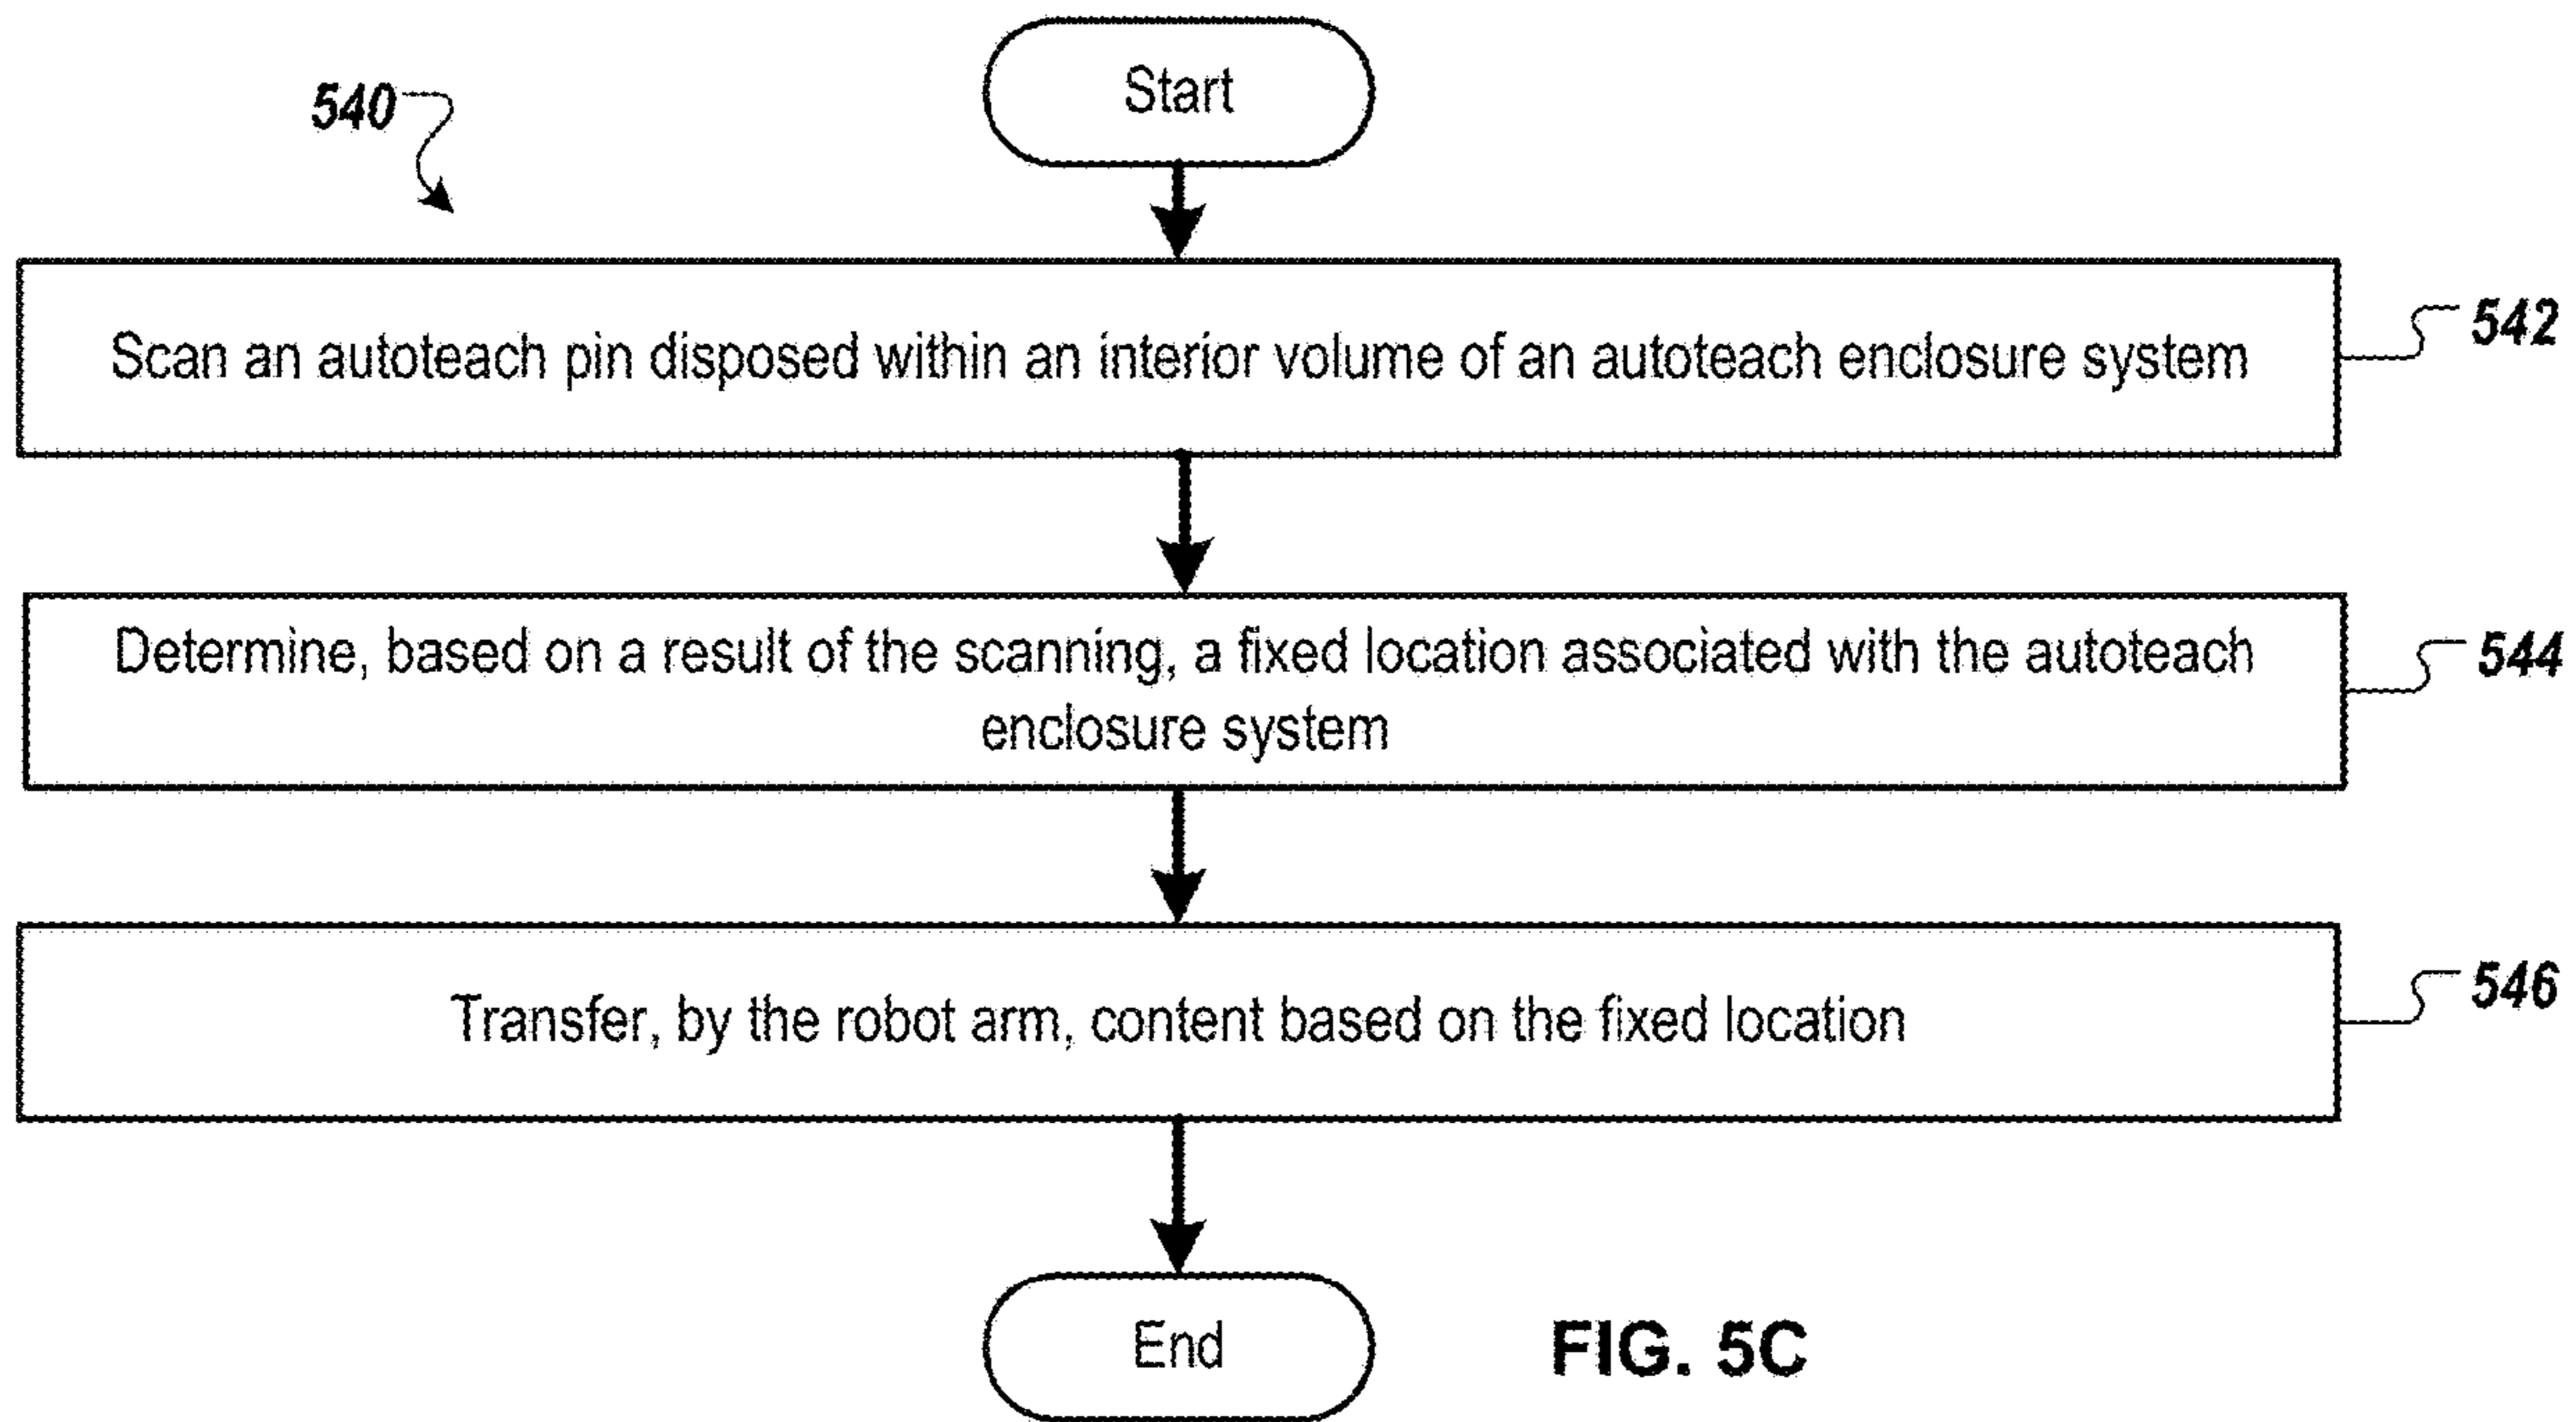 Start
540
Scan an autoteach pin disposed within an interior volume of an autoteach enclosure system
542
Determine, based on a result of the scanning, a fixed location associated with the autoteach
enclosure system
544
Transfer, by the robot arm, content based on the fixed location
546
End
FIG. 5C